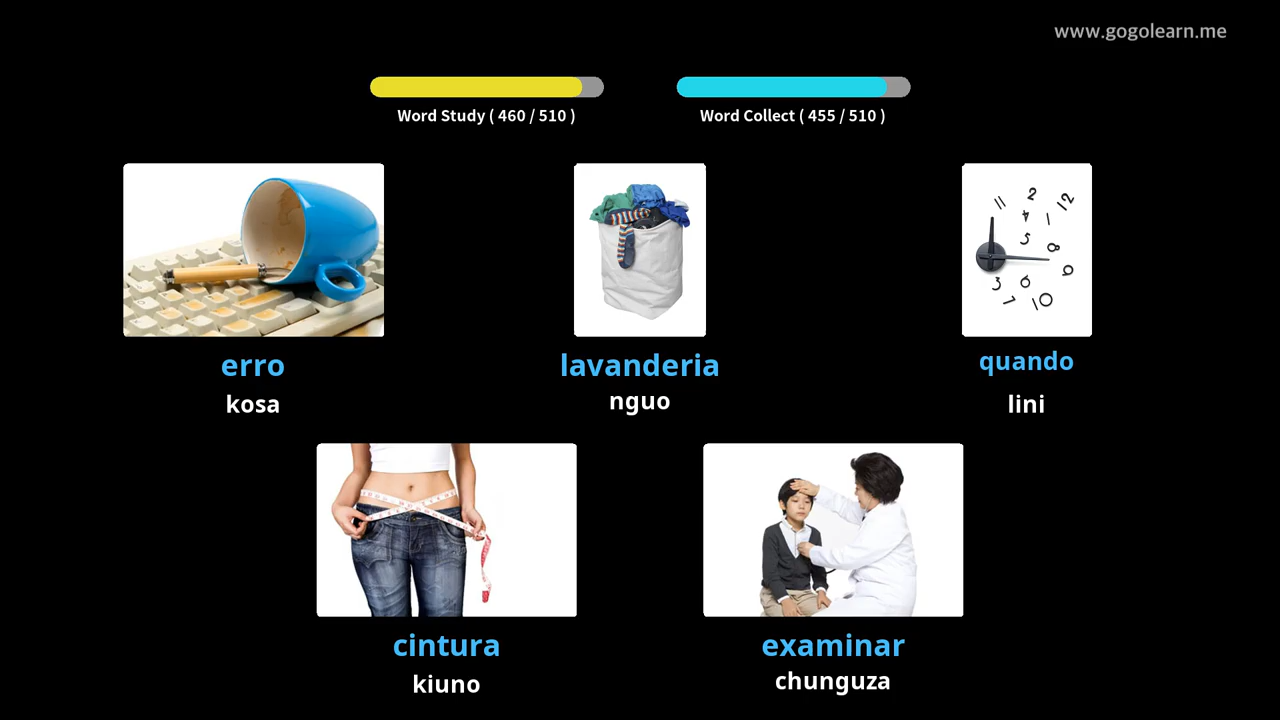 www.gogolearn.me
Word Study ( 460 / 510 )
Word Collect ( 455 / 510 )
erro
kosa
lavanderia
nguo
quando
lini
cintura
kiuno
examinar
chunguza